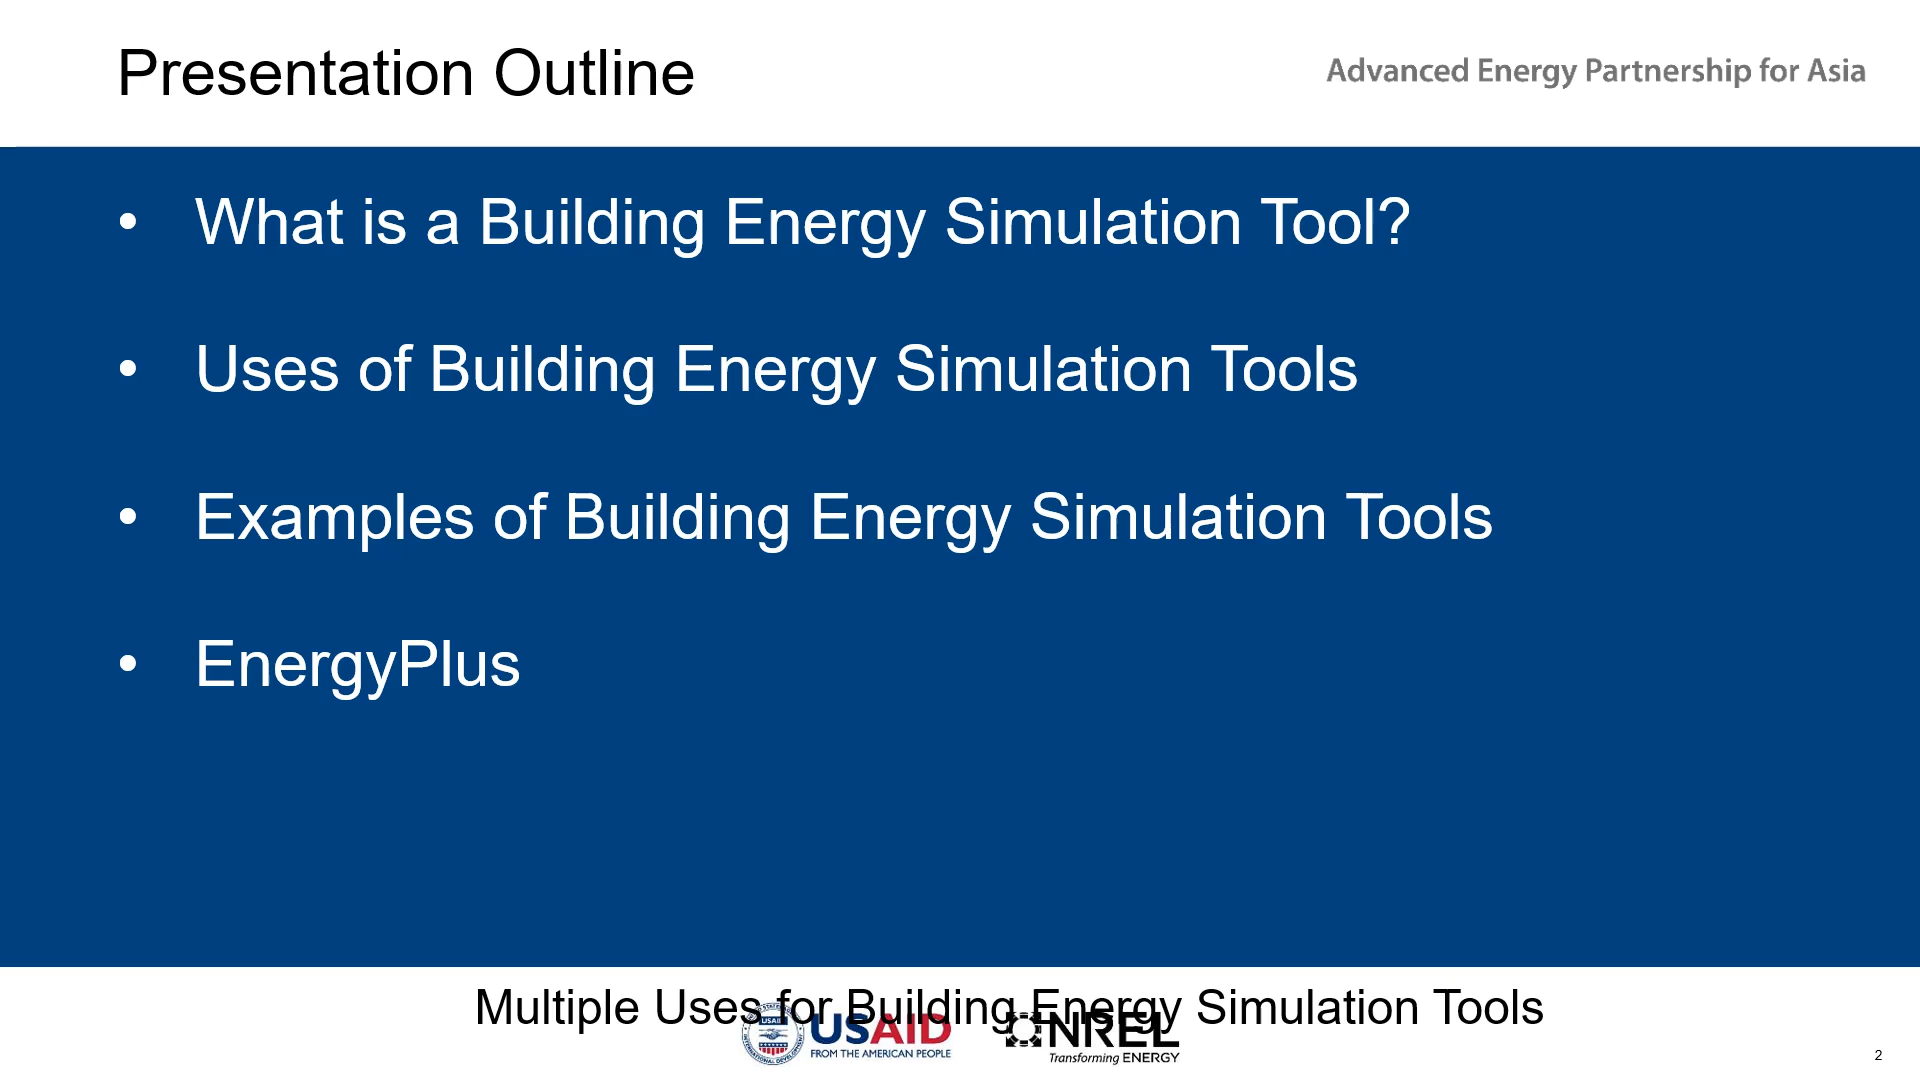 Presentation Outline
Advanced Energy Partnership for Asia
• What is a Building Energy Simulation Tool?
• Uses of Building Energy Simulation Tools
• Examples of Building Energy Simulation Tools
• EnergyPlus
Multiple Uses for Building Energy Simulation Tools
USAID
USAID
FROM THE AMERICAN PEOPLE
NREL
Transforming ENERGY
2